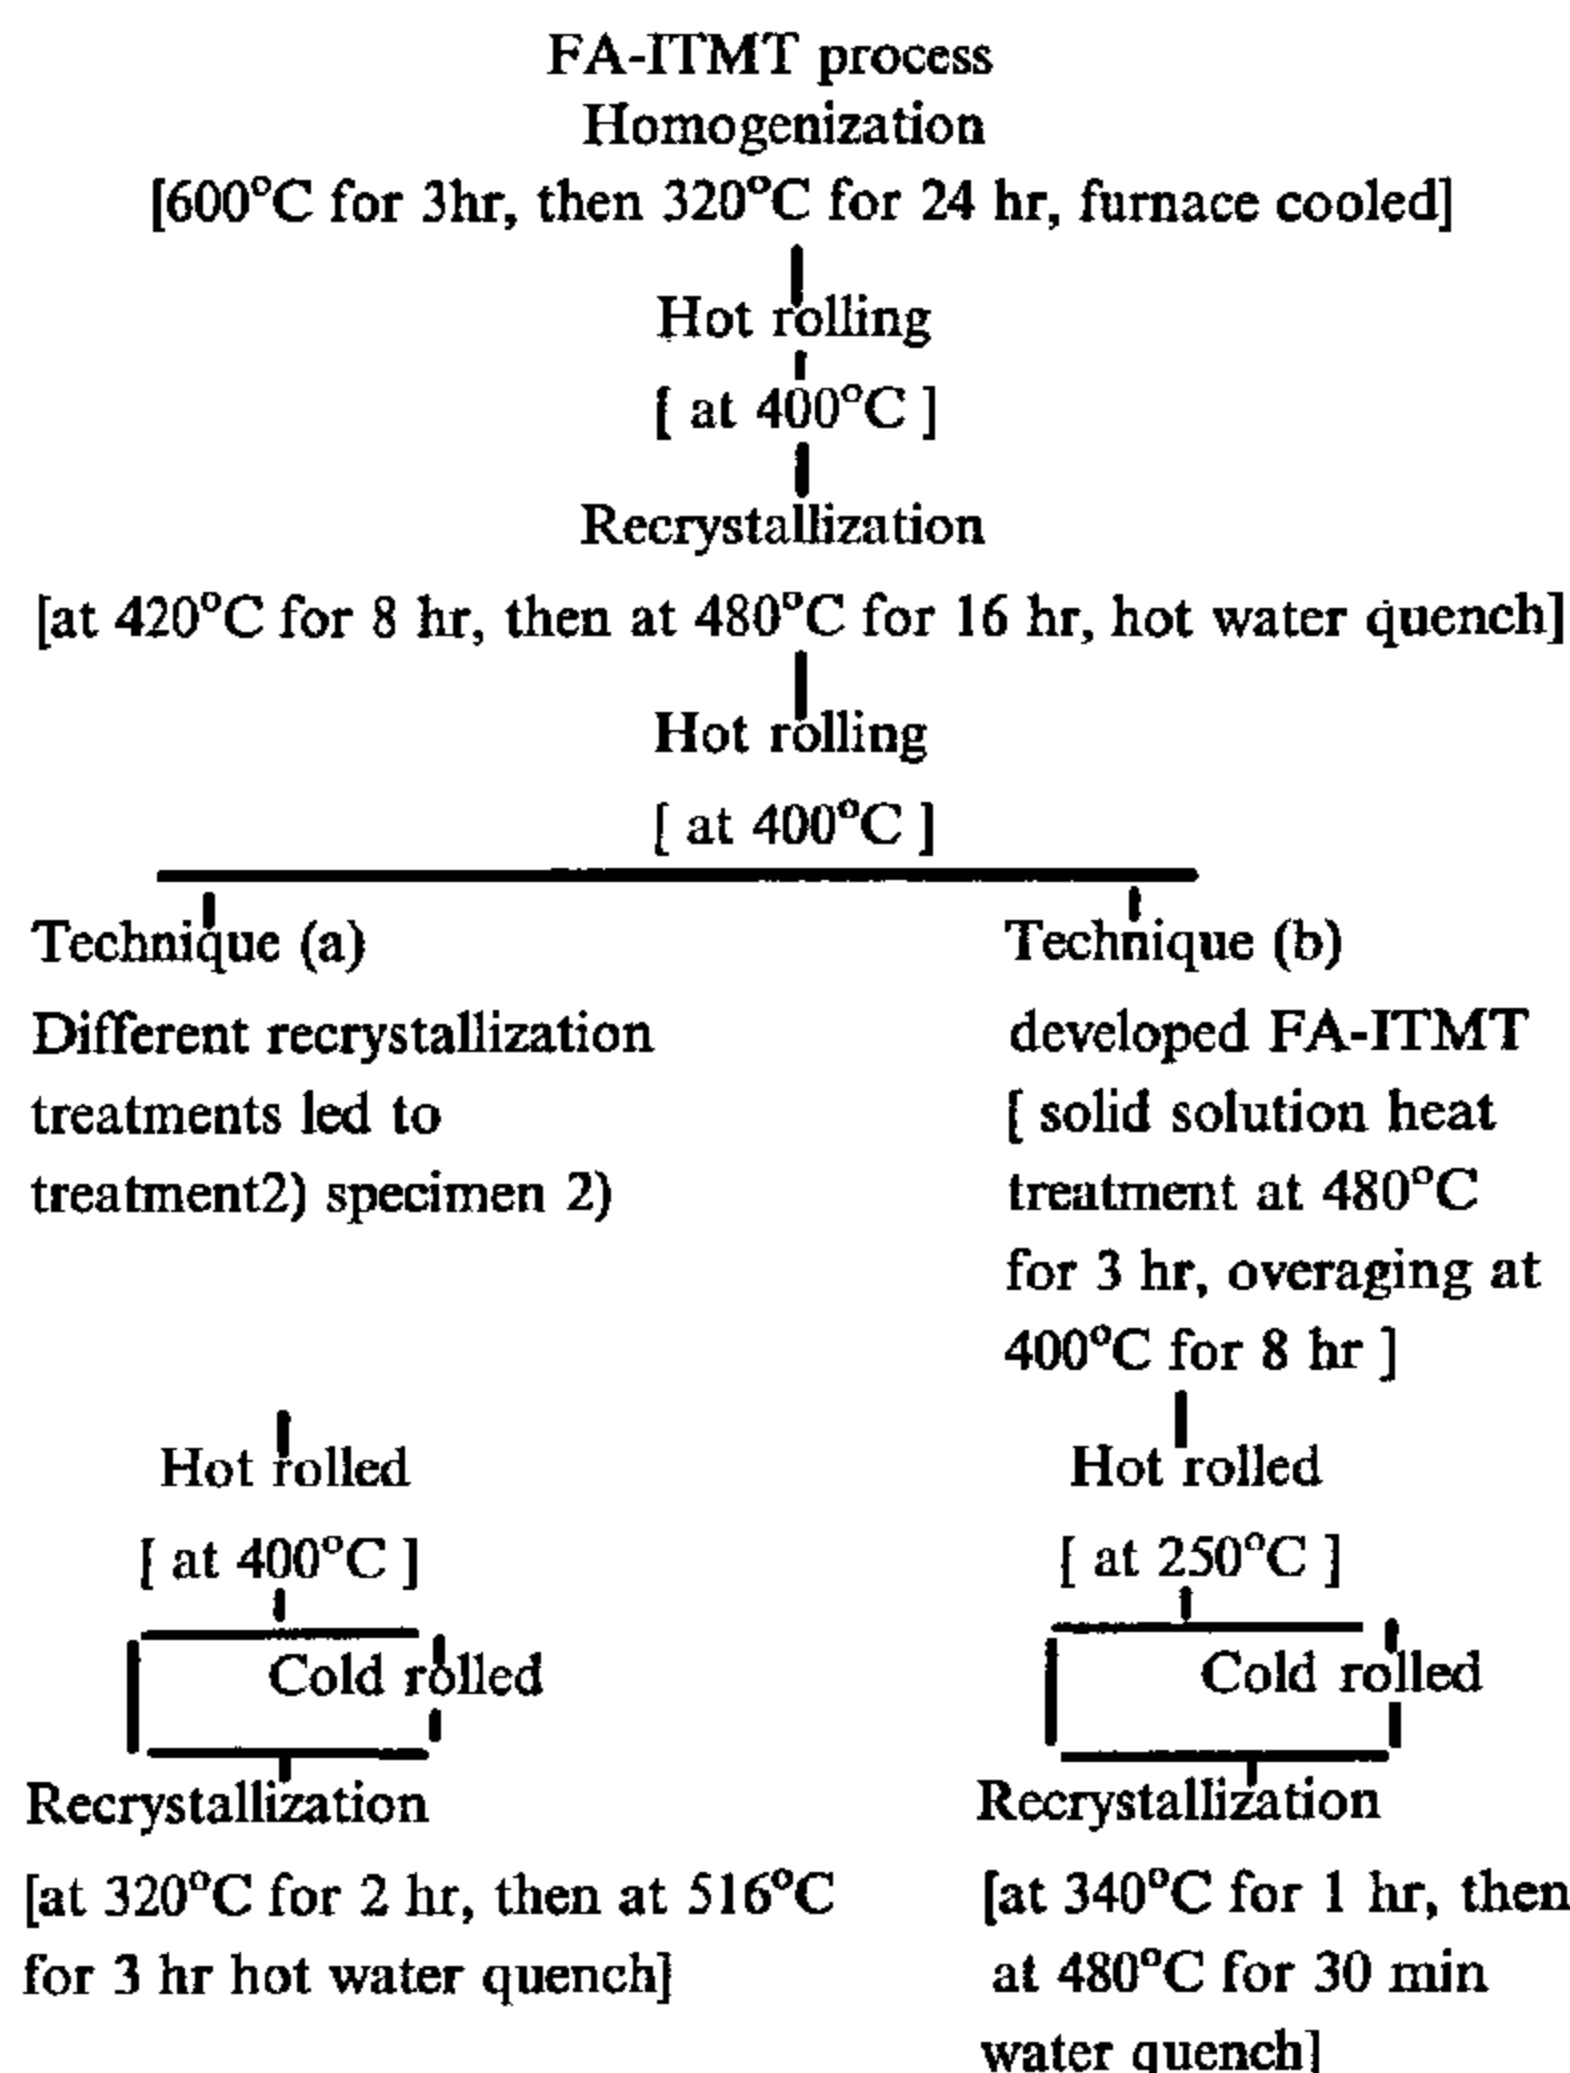 FA-ITMT process
Homogenization
[600°C for 3hr, then 320°C for 24 hr, furnace cooled]
Hot rolling
[ at 400°C ]
Recrystallization
[at 420°C for 8 hr, then at 480°C for 16 hr, hot water quench]
Hot rolling
[ at 400°C ]
Technique (a)
Different recrystallization
treatments led to
treatment2) specimen 2)
Hot rolled
[ at 400°C ]
Cold rolled
Recrystallization
[at 320°C for 2 hr, then at 516°C
for 3 hr hot water quench]
Technique (b)
developed FA-ITMT
[ solid solution heat
treatment at 480°C
for 3 hr, overaging at
400°C for 8 hr ]
Hot rolled
[ at 250°C ]
Cold rolled
Recrystallization
[at 340°C for 1 hr, then
at 480°C for 30 min
water quench]